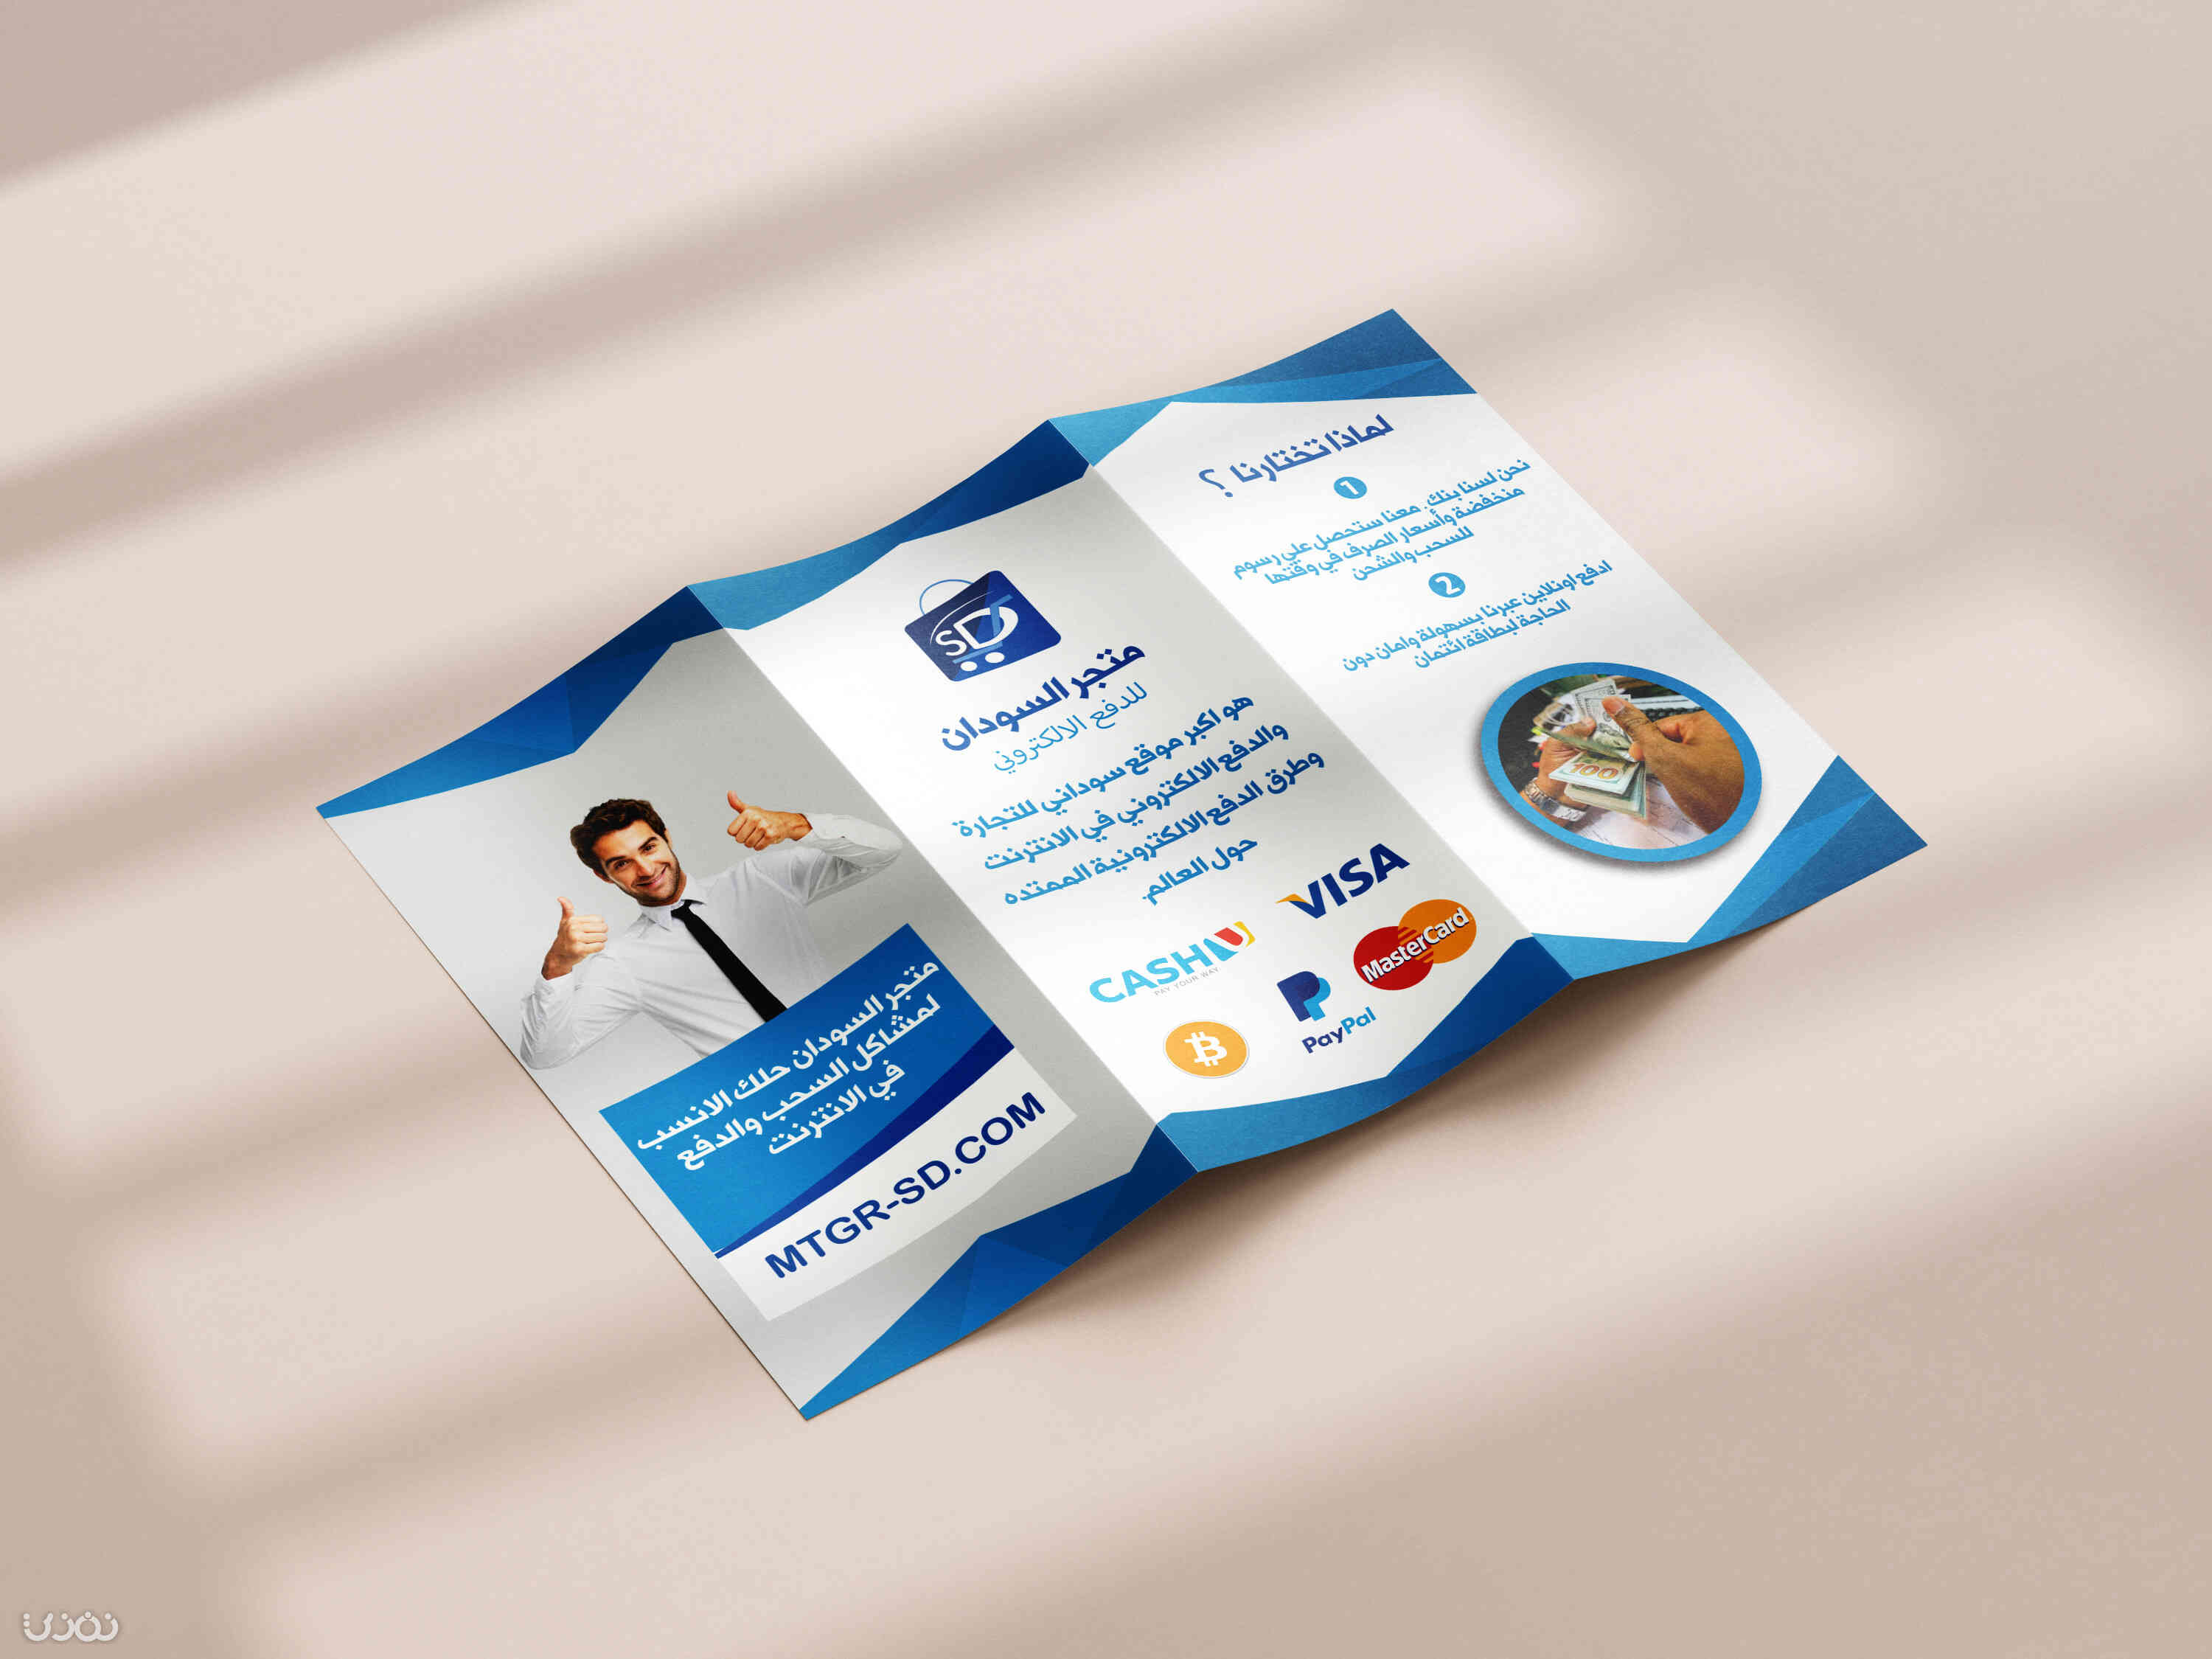 لماذا تختارنا ؟
1
نحن لسنا بنك. معنا ستحصل علي رسوم
منخفضة وأسعار الصرف في وقتها
للسحب والشحن
2
ادفع اونلاين عبرنا بسهولة وامان دون
الحاجة لبطاقة ائتمان
100
SD
متجر السودان
للدفع الالكتروني
هو اكبر موقع سوداني للتجارة
والدفع الالكتروني في الانترنت
وطرق الدفع الالكترونية الممتده
حول العالم.
VISA
CASHU
PAY YOUR WAY
MasterCard
PayPal
متجر السودان حلك الانسب
لمشاكل السحب والدفع
في الانترنت
MTGR-SD.COM
نفذلي